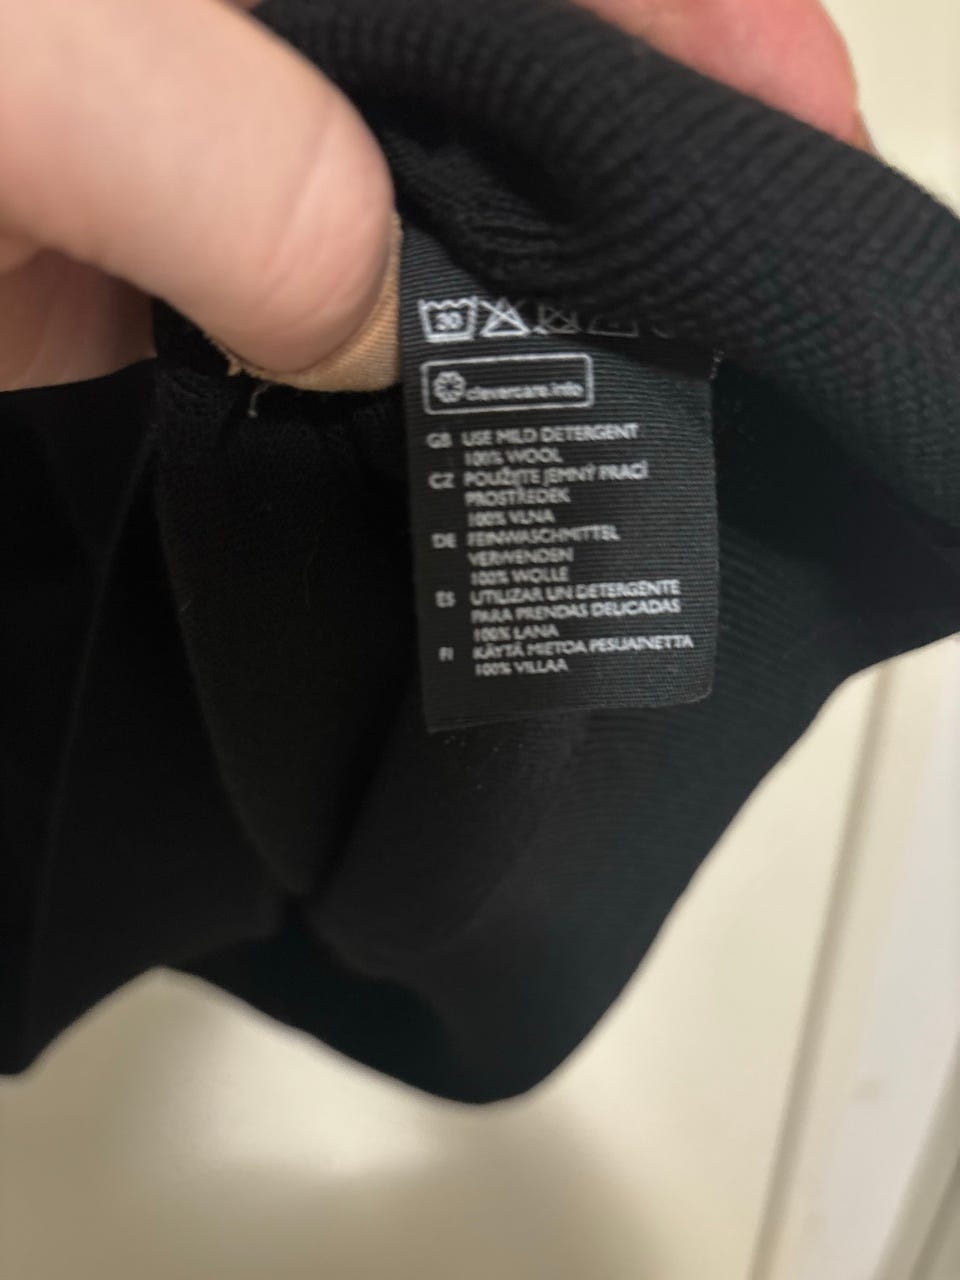 30
clevercare.info
GB USE MILD DETERGENT
100% WOOL
CZ POUŽIJTE JEMNÝ PRACÍ
PROSTŘEDEK
100% VLNA
DE FEINWASCHMITTEL
VERWENDEN
100% WOLLE
ES UTILIZAR UN DETERGENTE
PARA PRENDAS DELICADAS
100% LANA
FI KÄYTÄ MIETOA PESUAINETTA
100% VILLAA